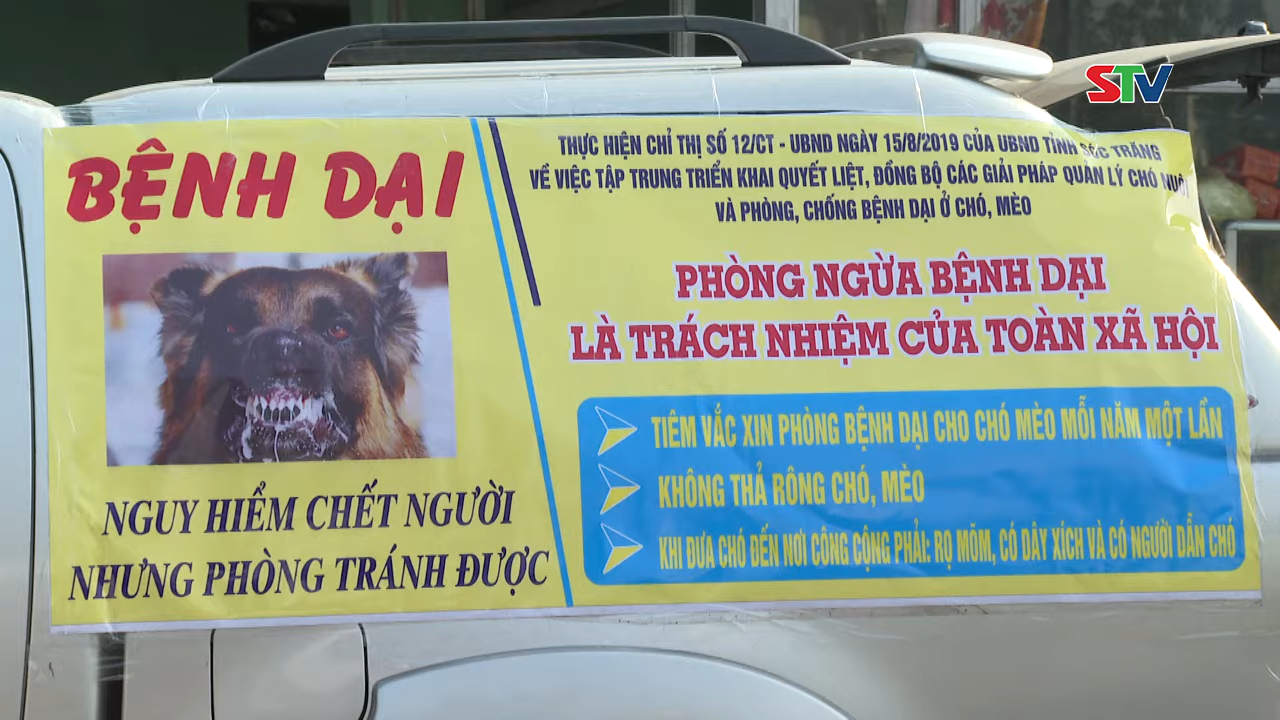 STV
BỆNH DẠI
NGUY HIỂM CHẾT NGƯỜI
NHƯNG PHÒNG TRÁNH ĐƯỢC
THỰC HIỆN CHỈ THỊ SỐ 12/CT - UBND NGÀY 15/8/2019 CỦA UBND TỈNH SÓC TRĂNG
VỀ VIỆC TẬP TRUNG TRIỂN KHAI QUYẾT LIỆT, ĐỒNG BỘ CÁC GIẢI PHÁP QUẢN LÝ CHÓ NUÔI
VÀ PHÒNG, CHỐNG BỆNH DẠI Ở CHÓ, MÈO
PHÒNG NGỪA BỆNH DẠI
LÀ TRÁCH NHIỆM CỦA TOÀN XÃ HỘI
TIÊM VẮC XIN PHÒNG BỆNH DẠI CHO CHÓ MÈO MỖI NĂM MỘT LẦN
KHÔNG THẢ RÔNG CHÓ, MÈO
KHI ĐƯA CHÓ ĐẾN NƠI CÔNG CỘNG PHẢI: RỌ MÕM, CÓ DÂY XÍCH VÀ CÓ NGƯỜI DẪN CHÓ